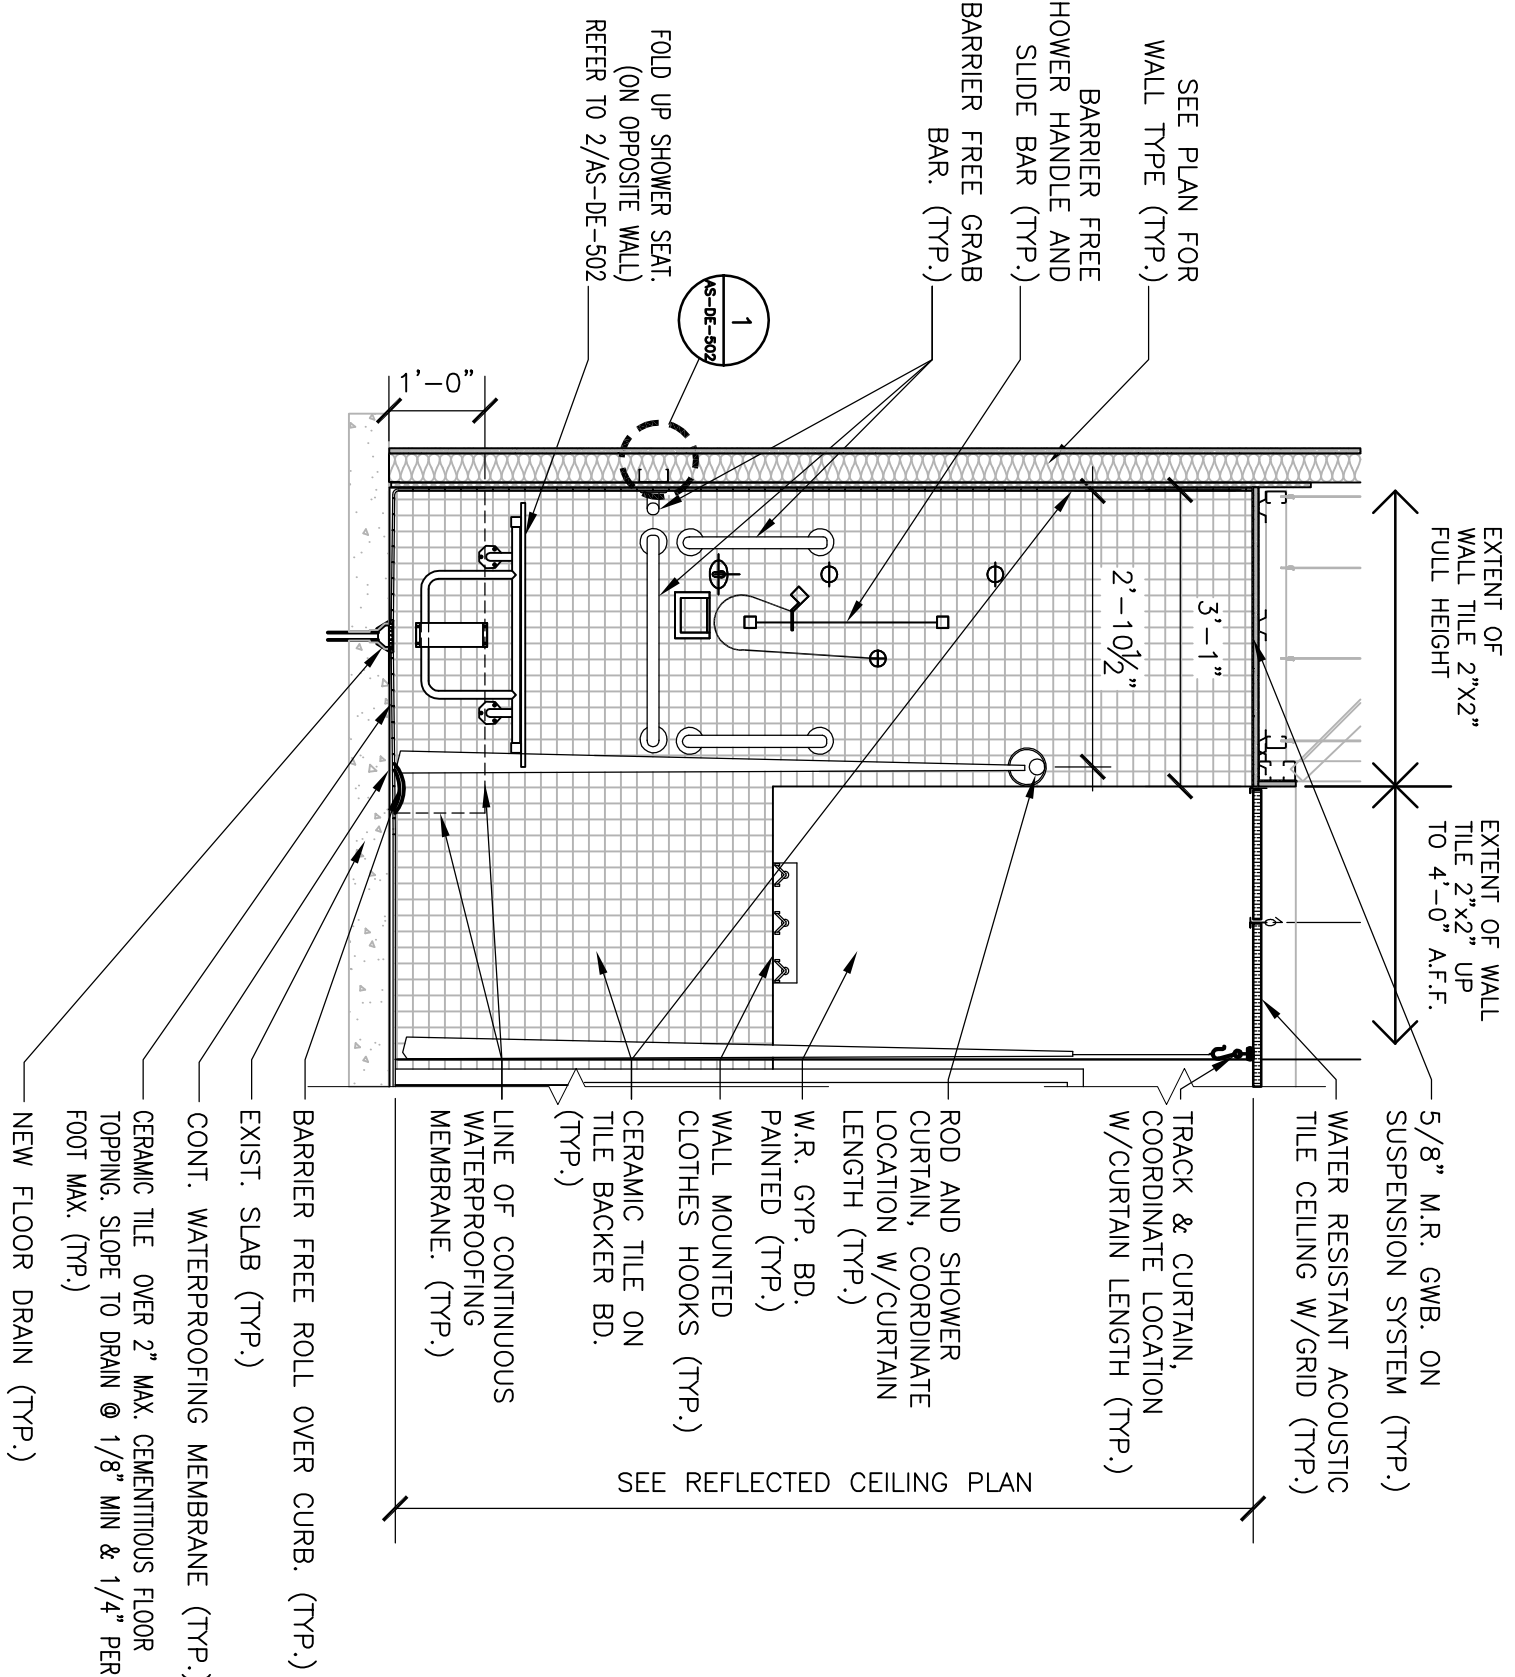 EXTENT OF
WALL TILE 2"X2"
FULL HEIGHT
EXTENT OF WALL
TILE 2"x2" UP
TO 4'-0" A.F.F.
SEE PLAN FOR
WALL TYPE (TYP.)
BARRIER FREE
HOWER HANDLE AND
SLIDE BAR (TYP.)
BARRIER FREE GRAB
BAR. (TYP.)
FOLD UP SHOWER SEAT.
(ON OPPOSITE WALL)
REFER TO 2/AS-DE-502
1
AS-DE-502
1'-0"
3'-1"
2'-10½"
5/8" M.R. GWB. ON
SUSPENSION SYSTEM (TYP.)
WATER RESISTANT ACOUSTIC
TILE CEILING W/GRID (TYP.)
TRACK & CURTAIN,
COORDINATE LOCATION
W/CURTAIN LENGTH (TYP.)
ROD AND SHOWER
CURTAIN, COORDINATE
LOCATION W/CURTAIN
LENGTH (TYP.)
W.R. GYP. BD.
PAINTED (TYP.)
WALL MOUNTED
CLOTHES HOOKS (TYP.)
CERAMIC TILE ON
TILE BACKER BD.
(TYP.)
LINE OF CONTINUOUS
WATERPROOFING
MEMBRANE. (TYP.)
SEE REFLECTED CEILING PLAN
BARRIER FREE ROLL OVER CURB. (TYP.)
EXIST. SLAB (TYP.)
CONT. WATERPROOFING MEMBRANE (TYP.)
CERAMIC TILE OVER 2" MAX. CEMENTITIOUS FLOOR
TOPPING. SLOPE TO DRAIN @ 1/8" MIN & 1/4" PER
FOOT MAX. (TYP.)
NEW FLOOR DRAIN (TYP.)